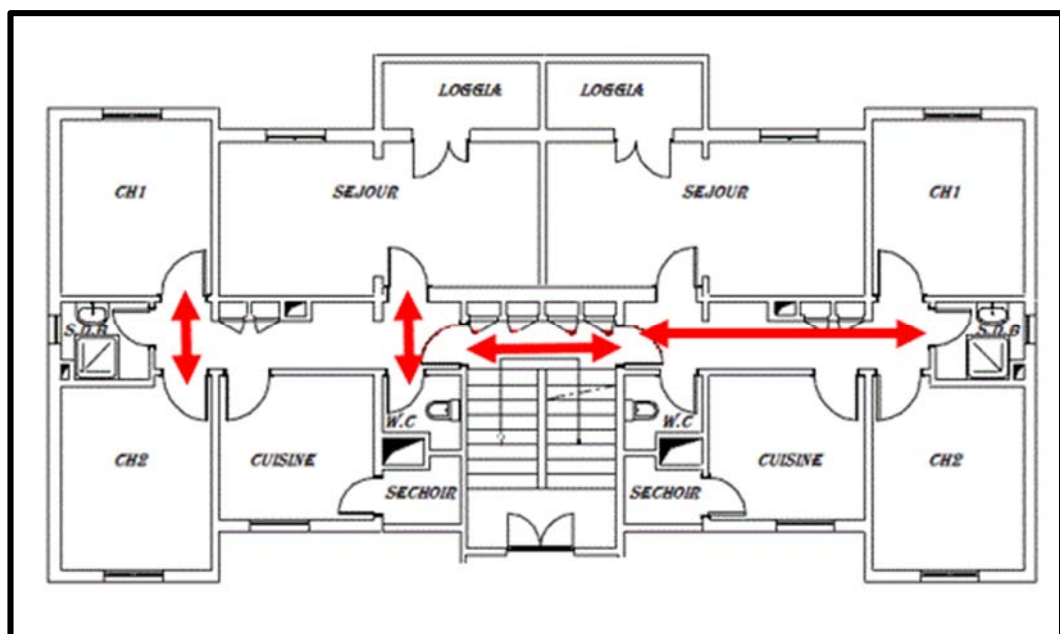 LOGGIA LOGGIA
CH1 SEJOUR SEJOUR CH1
S.D.B S.D.B
W.C W.C
CH2 CUISINE CUISINE CH2
SECHOIR SECHOIR